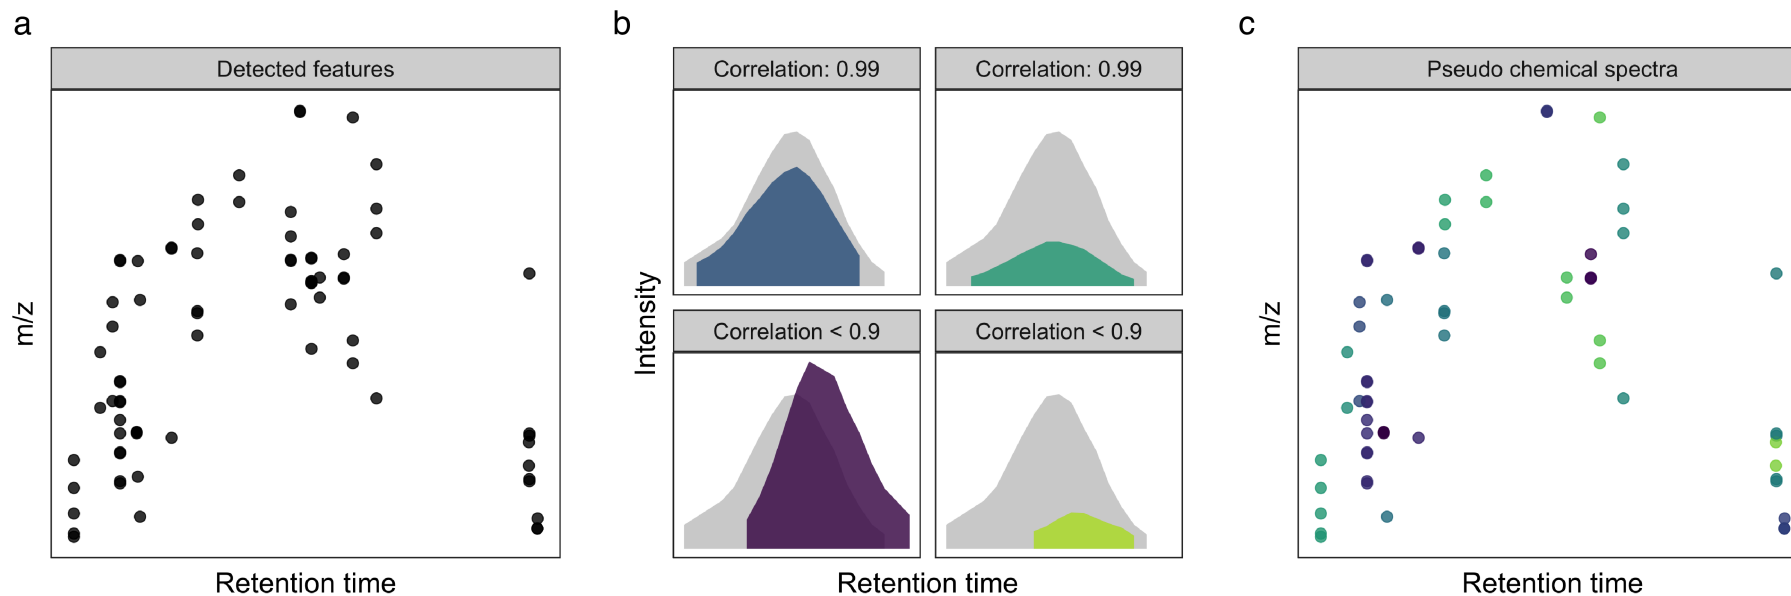 a
Detected features
m/z
Retention time
b
Correlation: 0.99
Correlation: 0.99
Correlation < 0.9
Correlation < 0.9
Intensity
Retention time
c
Pseudo chemical spectra
m/z
Retention time